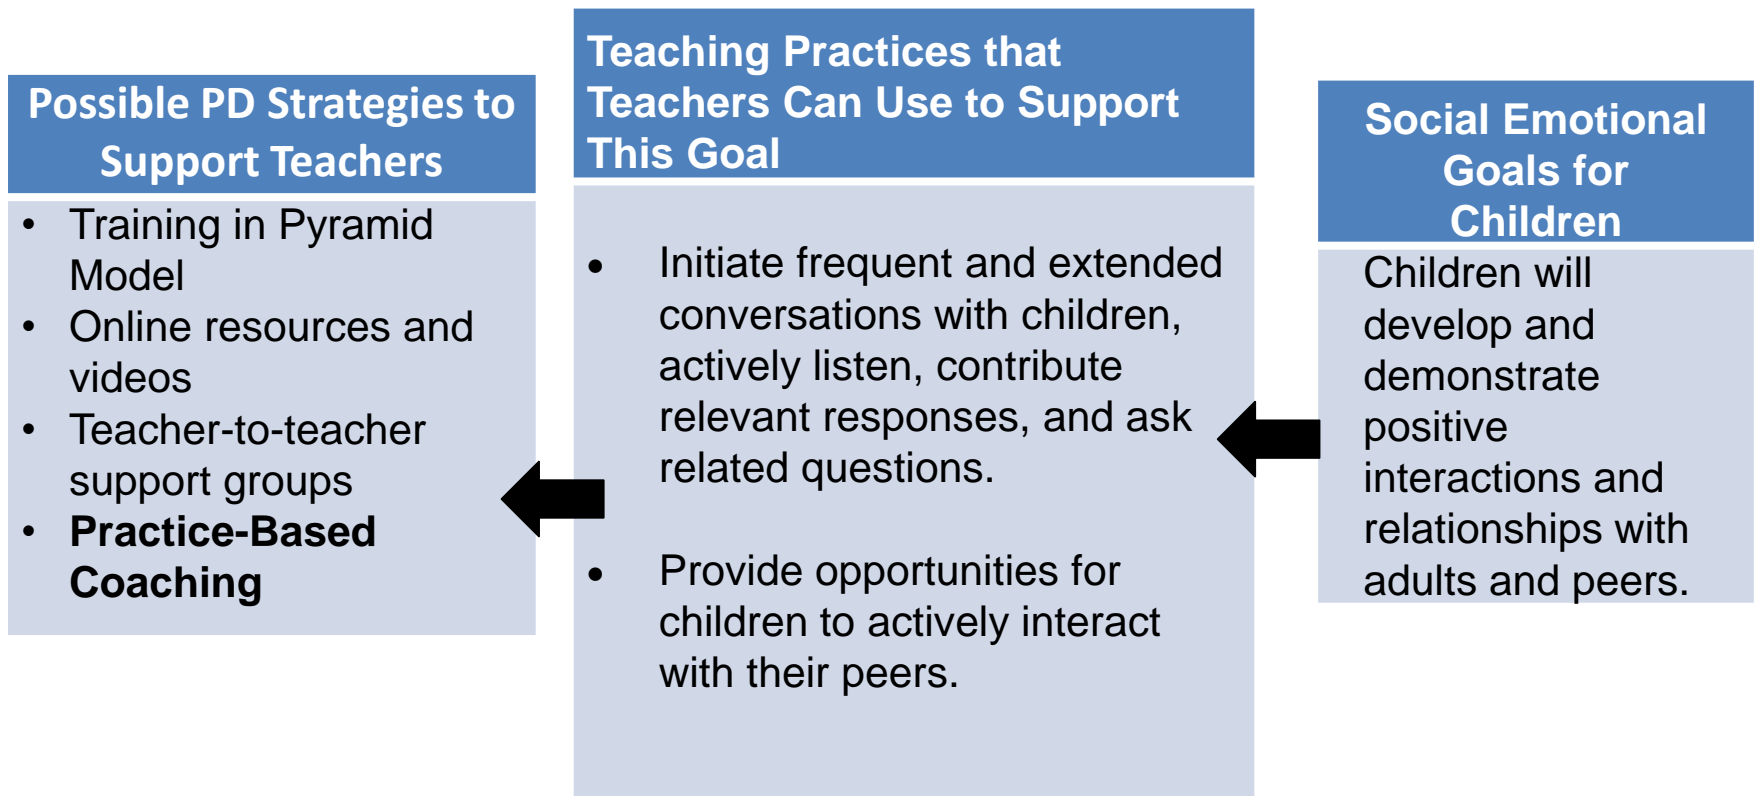 Possible PD Strategies to
Support Teachers
• Training in Pyramid
Model
• Online resources and
videos
• Teacher-to-teacher
support groups
• Practice-Based
Coaching
Teaching Practices that
Teachers Can Use to Support
This Goal
• Initiate frequent and extended
conversations with children,
actively listen, contribute
relevant responses, and ask
related questions.
• Provide opportunities for
children to actively interact
with their peers.
Social Emotional
Goals for
Children
Children will
develop and
demonstrate
positive
interactions and
relationships with
adults and peers.